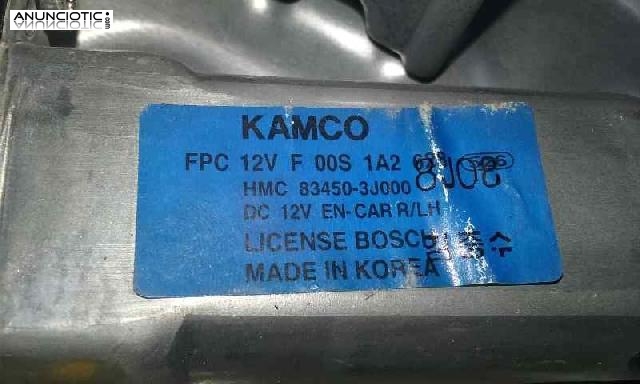 ANUNCIOTIC.com
KAMCO
FPC 12V F 00S 1A2
HMC 83450-3J000
DC 12V EN-CAR R/LH
LICENSE BOSCH
MADE IN KOREA